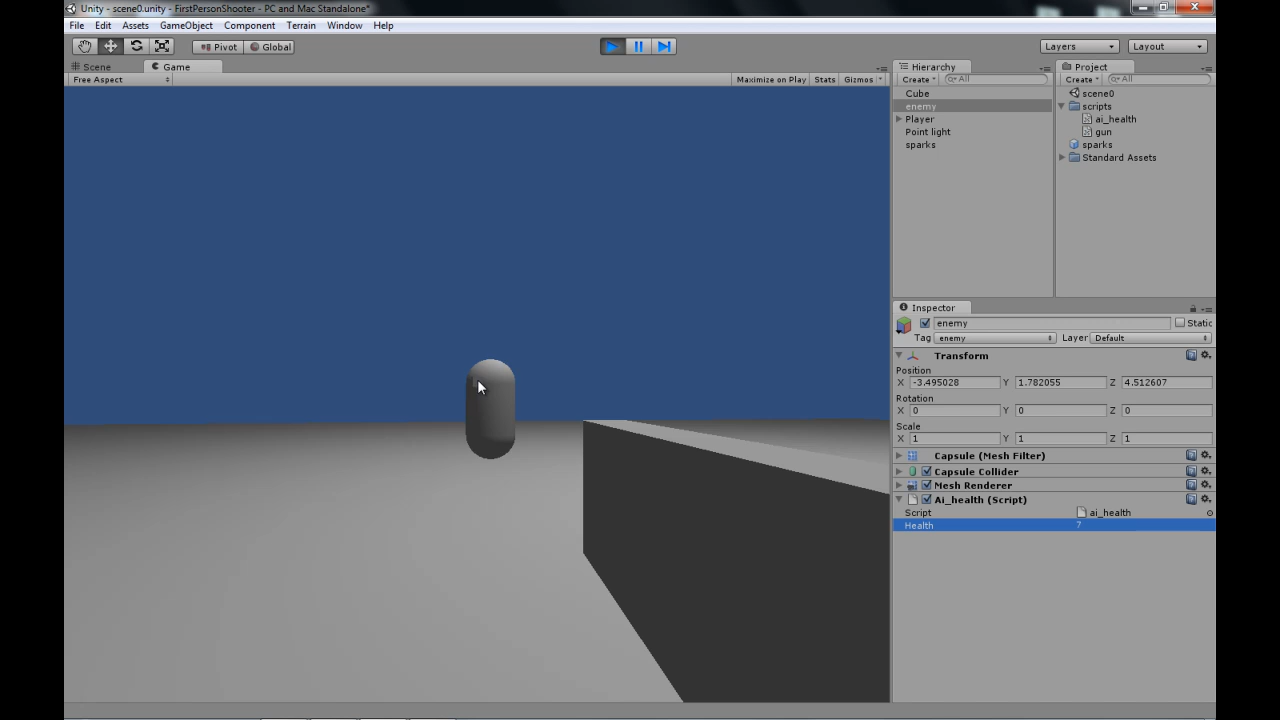 Unity - scene0.unity - FirstPersonShooter - PC and Mac Standalone*
File Edit Assets GameObject Component Terrain Window Help
Pivot Global Layers Layout
Scene Game
Free Aspect Maximize on Play Stats Gizmos
Hierarchy
Create All
Cube
enemy
Player
Point light
sparks
Project
Create All
scene0
scripts
ai_health
gun
sparks
Standard Assets
Inspector
enemy Static
Tag enemy Layer Default
Transform
Position
X -3.495028 Y 1.782055 Z 4.512607
Rotation
X 0 Y 0 Z 0
Scale
X 1 Y 1 Z 1
Capsule (Mesh Filter)
Capsule Collider
Mesh Renderer
Ai_health (Script)
Script ai_health
Health 7